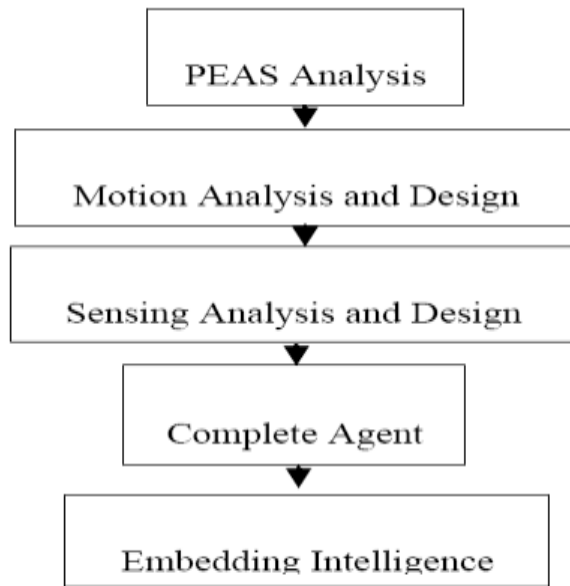 PEAS Analysis
Motion Analysis and Design
Sensing Analysis and Design
Complete Agent
Embedding Intelligence